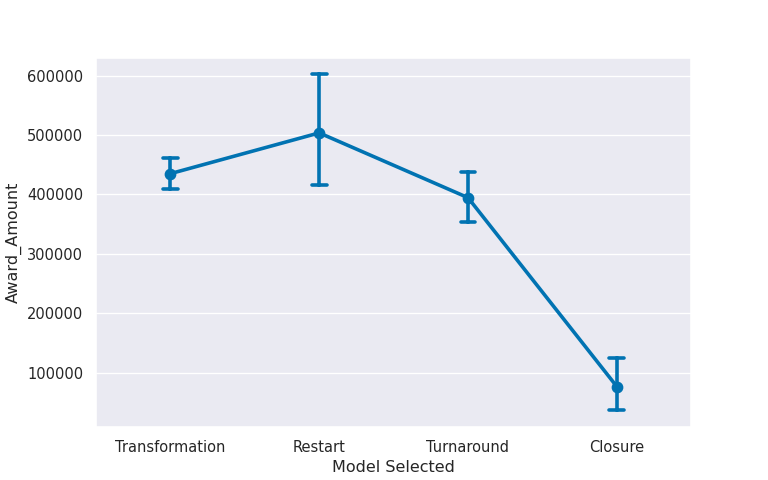 600000
500000
400000
300000
200000
100000
Award_Amount
Transformation Restart Turnaround Closure
Model Selected